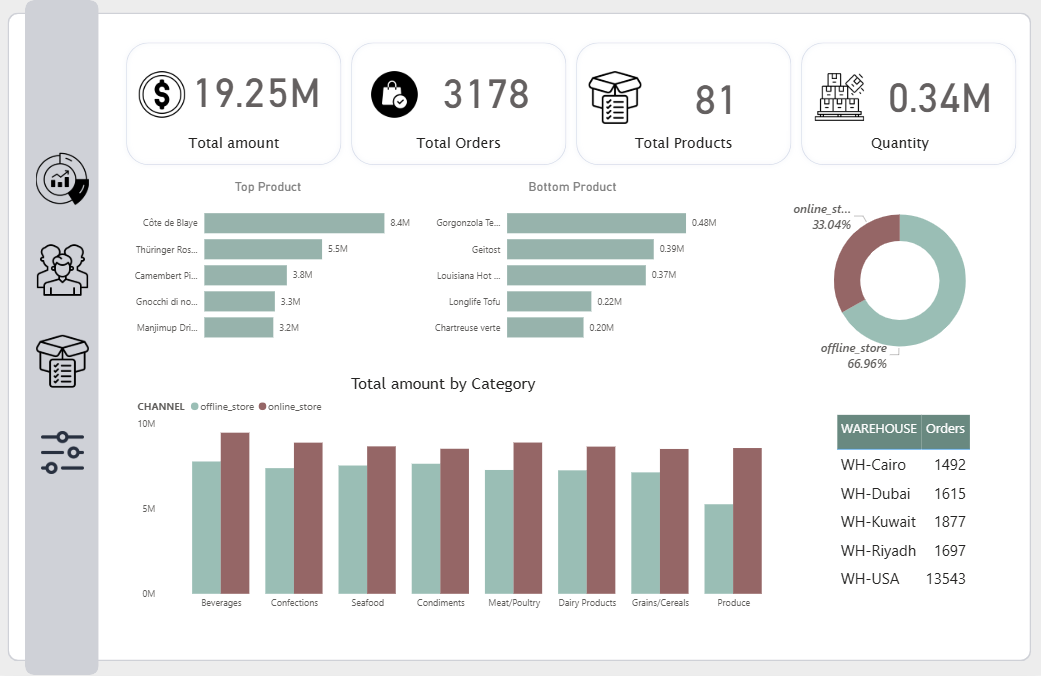 19.25M
Total amount
3178
Total Orders
81
Total Products
0.34M
Quantity
Top Product
Côte de Blaye 8.4M
Thüringer Ros... 5.5M
Camembert Pi... 3.8M
Gnocchi di no... 3.3M
Manjimup Dri... 3.2M
Bottom Product
Gorgonzola Te... 0.48M
Geitost 0.39M
Louisiana Hot ... 0.37M
Longlife Tofu 0.22M
Chartreuse verte 0.20M
online_st...
33.04%
offline_store
66.96%
Total amount by Category
CHANNEL offline_store online_store
10M
5M
0M
Beverages Confections Seafood Condiments Meat/Poultry Dairy Products Grains/Cereals Produce
WAREHOUSE Orders
WH-Cairo 1492
WH-Dubai 1615
WH-Kuwait 1877
WH-Riyadh 1697
WH-USA 13543